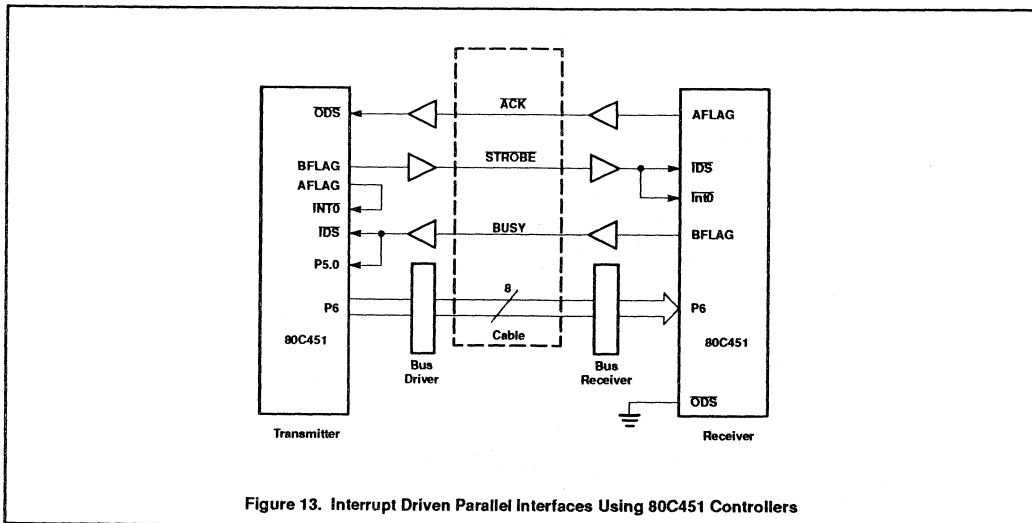 ODS
ACK
AFLAG
BFLAG
STROBE
IDS
AFLAG
INT0
Int0
IDS
BUSY
BFLAG
P5.0
8
P6
P6
80C451
Cable
80C451
Bus
Driver
Bus
Receiver
ODS
Transmitter
Receiver
Figure 13. Interrupt Driven Parallel Interfaces Using 80C451 Controllers